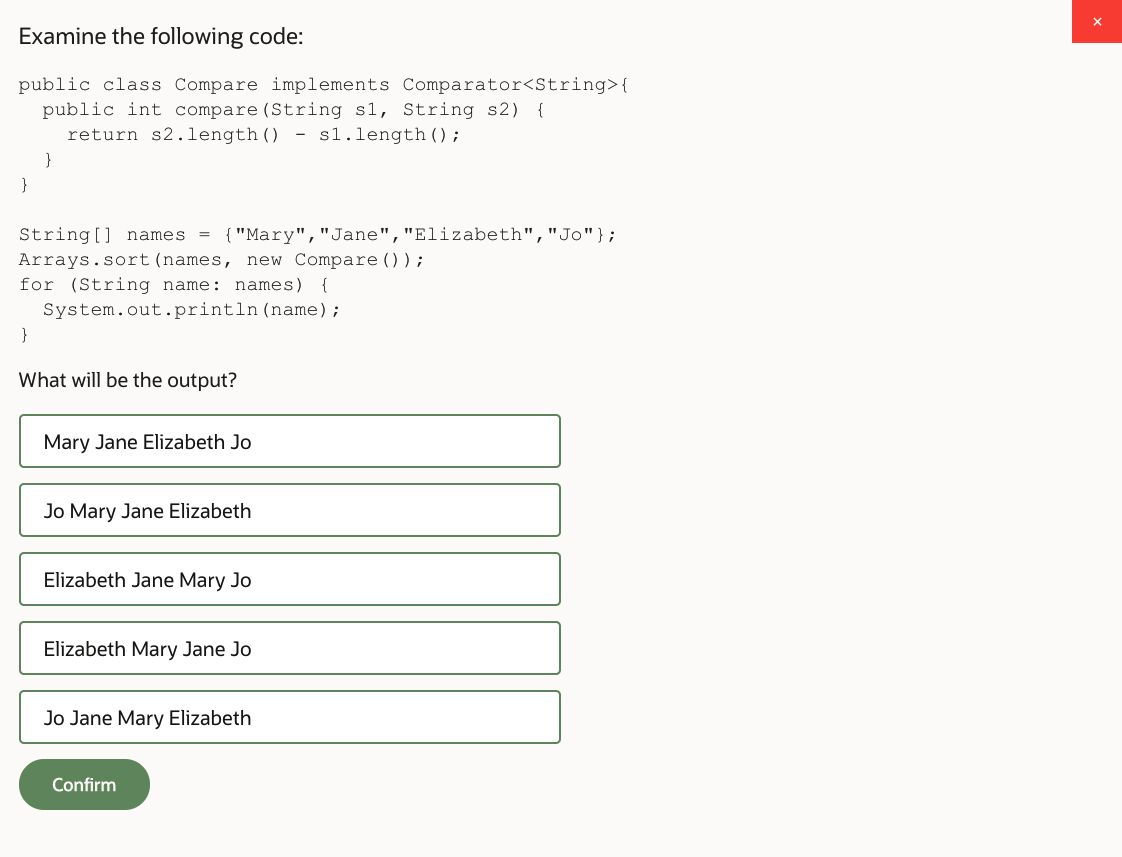 Examine the following code:
×
public class Compare implements Comparator<String>{
  public int compare(String s1, String s2) {
    return s2.length() - s1.length();
  }
}

String[] names = {"Mary","Jane","Elizabeth","Jo"};
Arrays.sort(names, new Compare());
for (String name: names) {
  System.out.println(name);
}
What will be the output?
Mary Jane Elizabeth Jo
Jo Mary Jane Elizabeth
Elizabeth Jane Mary Jo
Elizabeth Mary Jane Jo
Jo Jane Mary Elizabeth
Confirm